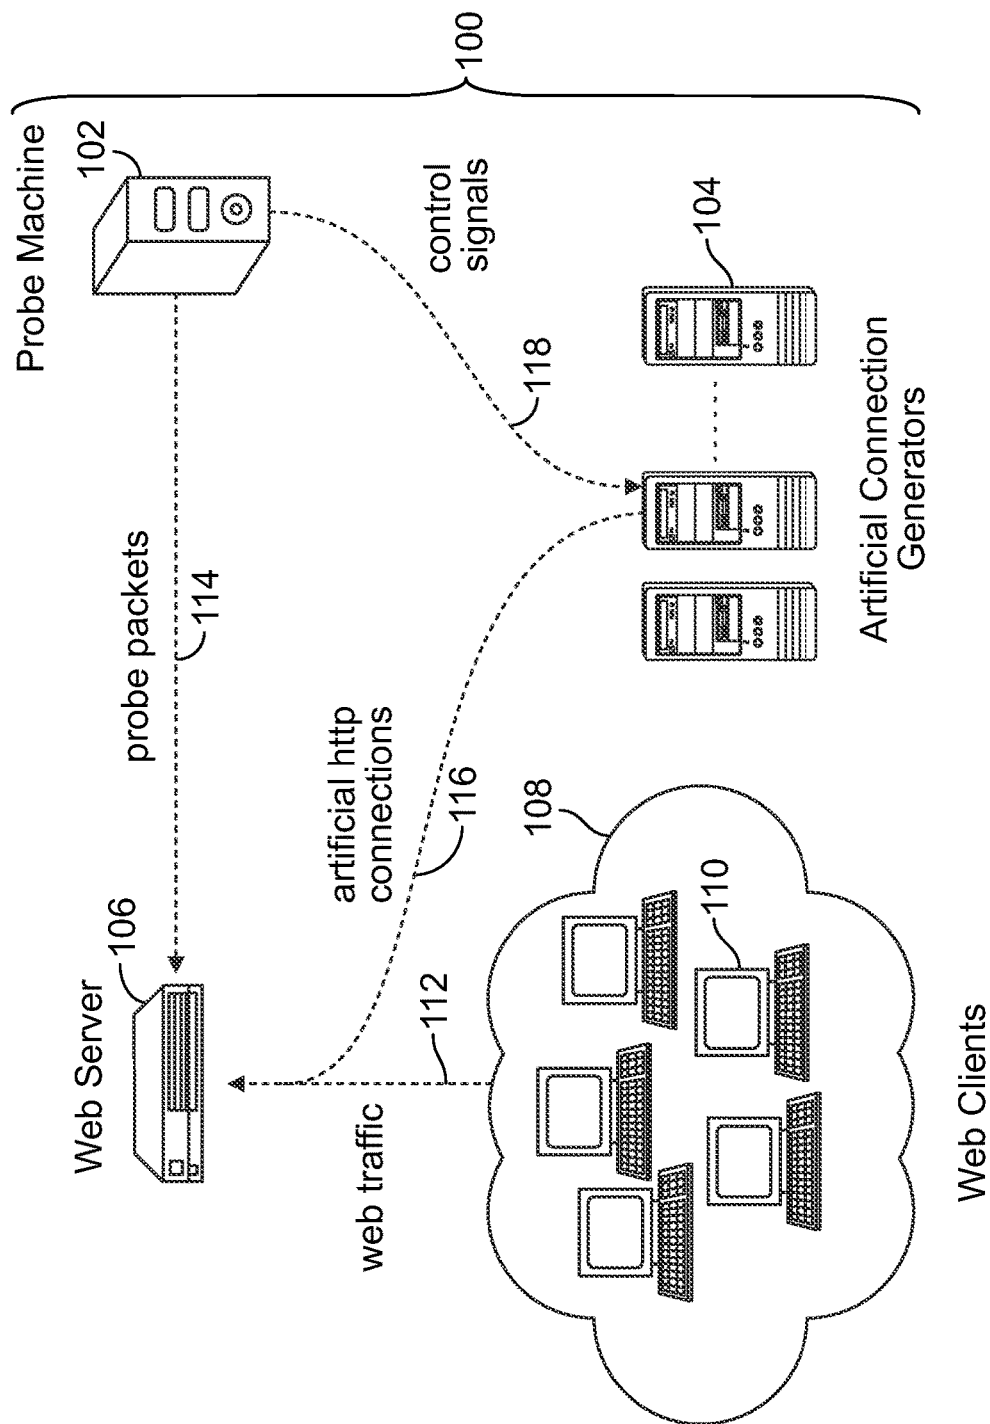 Web Server
106
probe packets
114
Probe Machine
102
100
web traffic
112
artificial http
connections
116
118
control
signals
108
110
104
Web Clients
Artificial Connection
Generators